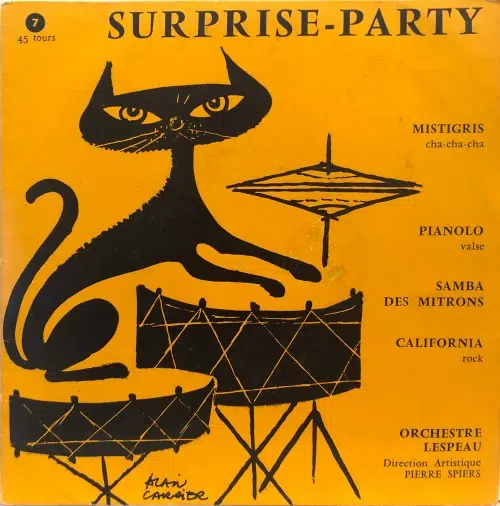 7
45 tours
SURPRISE-PARTY
MISTIGRIS
cha-cha-cha
PIANOLO
valse
SAMBA
DES MITRONS
CALIFORNIA
rock
ORCHESTRE
LESPEAU
Direction Artistique
PIERRE SPIERS
ALAIN
CARRIER